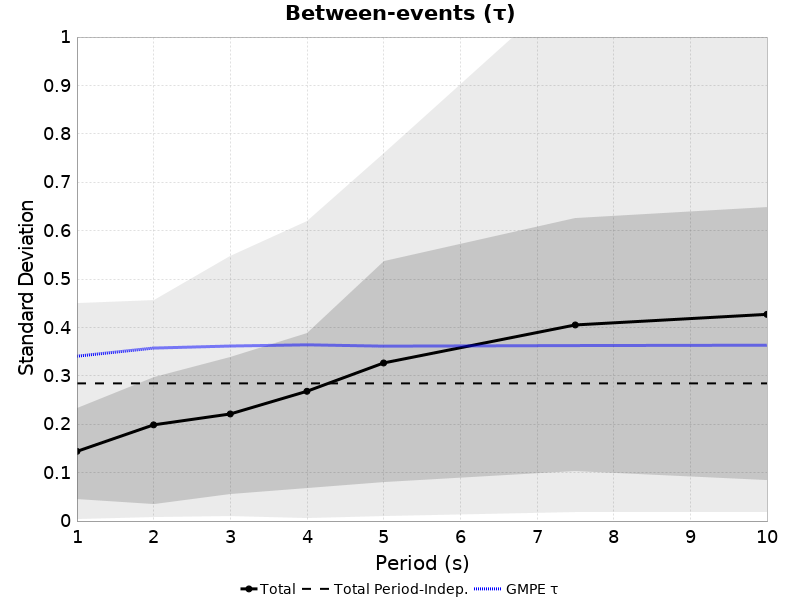 Between-events (τ)
Standard Deviation
1
0.9
0.8
0.7
0.6
0.5
0.4
0.3
0.2
0.1
0
1 2 3 4 5 6 7 8 9 10
Period (s)
Total Total Period-Indep. GMPE τ